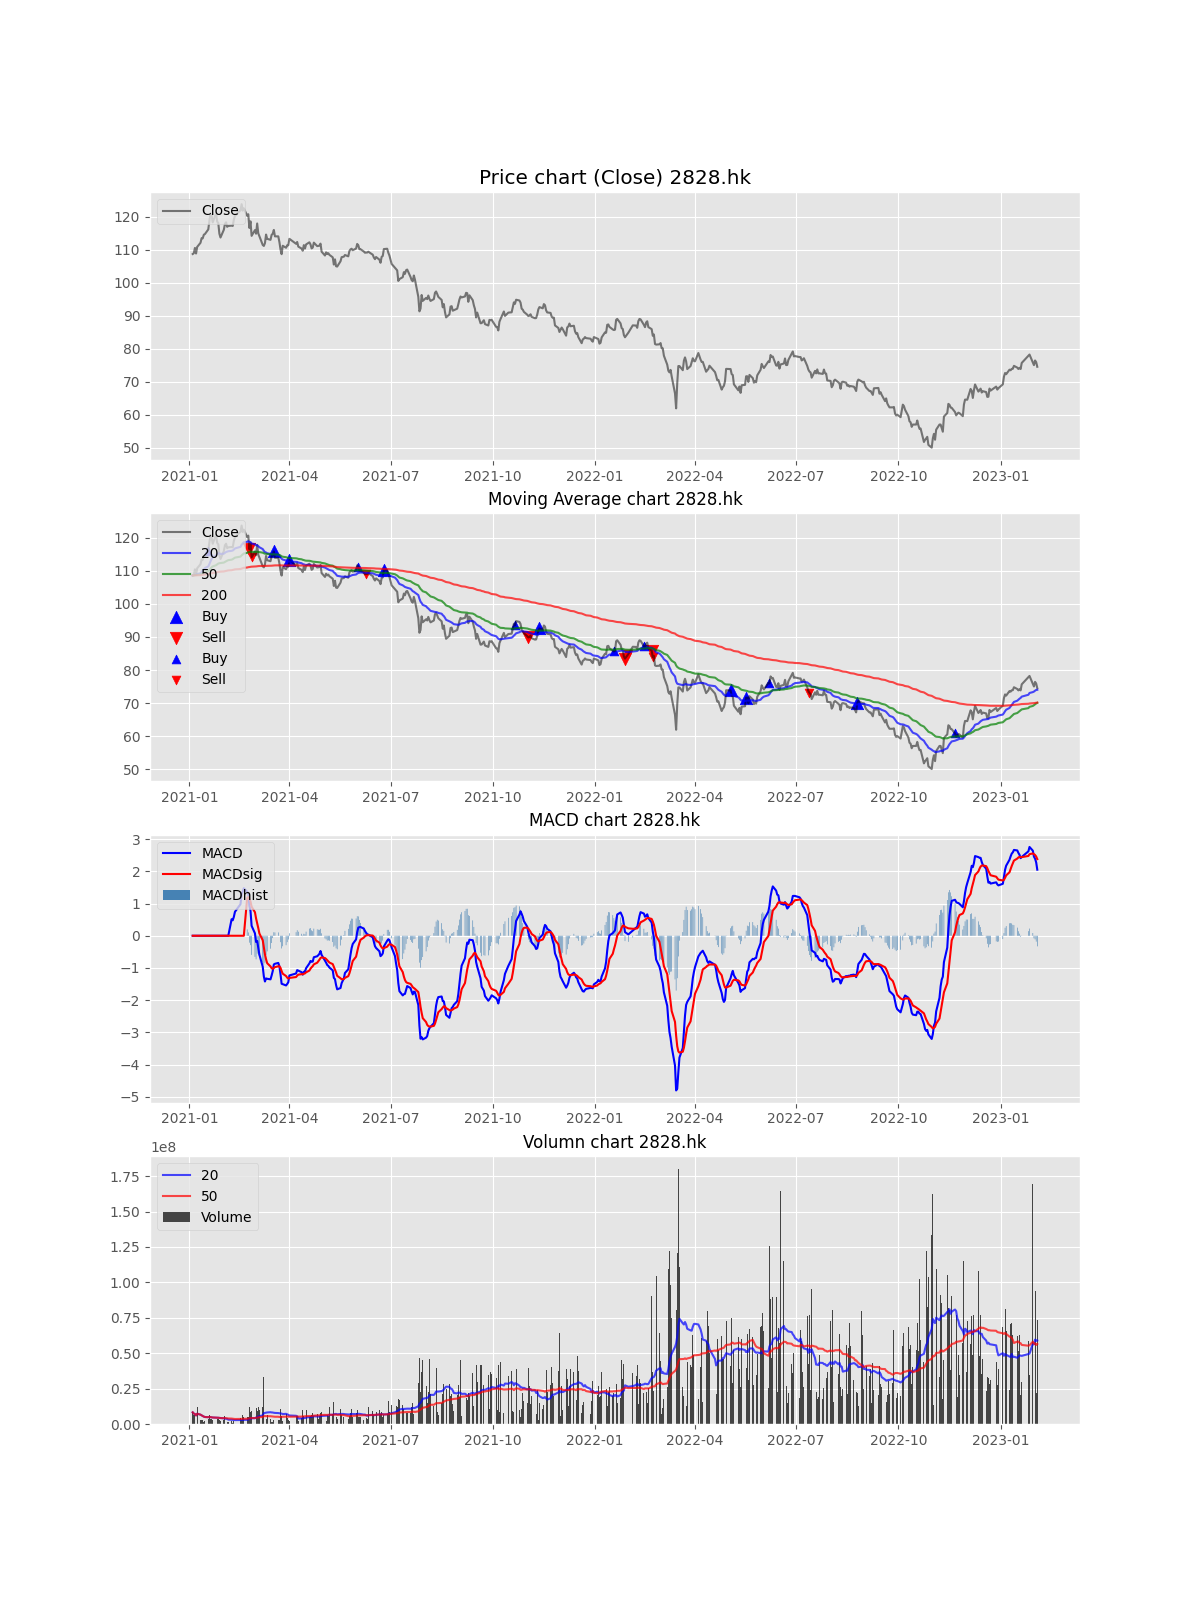 Price chart (Close) 2828.hk
Close
120
110
100
90
80
70
60
50
2021-01 2021-04 2021-07 2021-10 2022-01 2022-04 2022-07 2022-10 2023-01
Moving Average chart 2828.hk
Close
20
50
200
Buy
Sell
Buy
Sell
120
110
100
90
80
70
60
50
2021-01 2021-04 2021-07 2021-10 2022-01 2022-04 2022-07 2022-10 2023-01
MACD chart 2828.hk
MACD
MACDsig
MACDhist
3
2
1
0
−1
−2
−3
−4
−5
2021-01 2021-04 2021-07 2021-10 2022-01 2022-04 2022-07 2022-10 2023-01
Volumn chart 2828.hk
1e8
20
50
Volume
1.75
1.50
1.25
1.00
0.75
0.50
0.25
0.00
2021-01 2021-04 2021-07 2021-10 2022-01 2022-04 2022-07 2022-10 2023-01